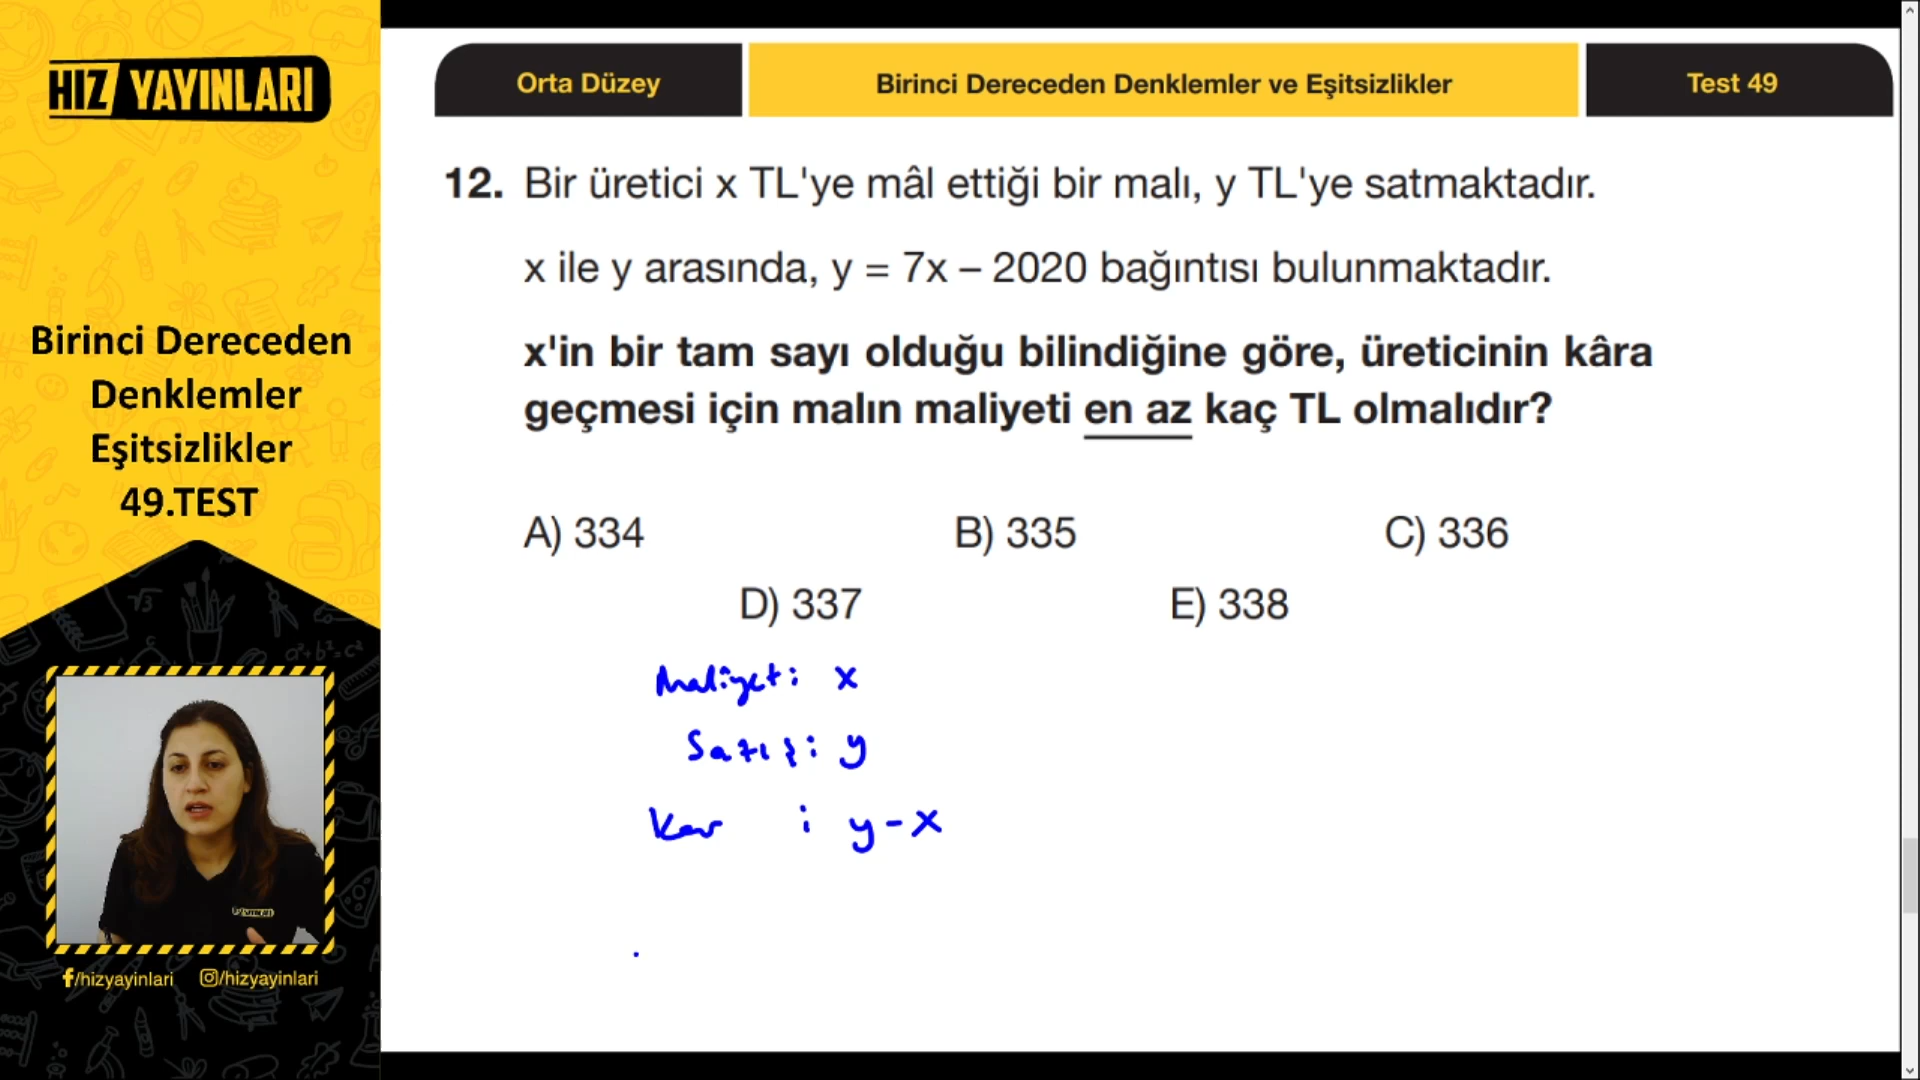 HIZ YAYINLARI
Birinci Dereceden
Denklemler
Eşitsizlikler
49.TEST
f/hizyayinlari /hizyayinlari
Orta Düzey
Birinci Dereceden Denklemler ve Eşitsizlikler
Test 49
12. Bir üretici x TL'ye mâl ettiği bir malı, y TL'ye satmaktadır.
x ile y arasında, y = 7x – 2020 bağıntısı bulunmaktadır.
x'in bir tam sayı olduğu bilindiğine göre, üreticinin kâra
geçmesi için malın maliyeti en az kaç TL olmalıdır?
A) 334 B) 335 C) 336
D) 337 E) 338
Maliyet: x
Satış: y
Kar : y-x